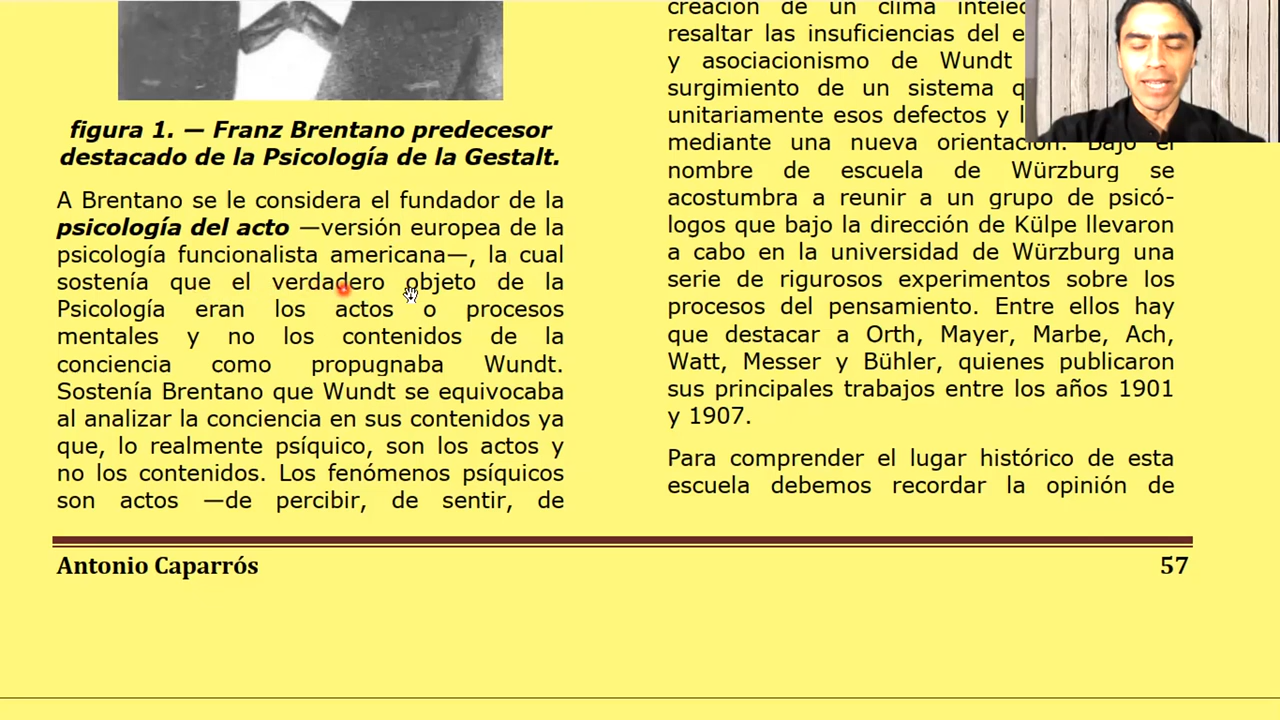 figura 1. — Franz Brentano predecesor
destacado de la Psicología de la Gestalt.
A Brentano se le considera el fundador de la
psicología del acto —versión europea de la
psicología funcionalista americana—, la cual
sostenía que el verdadero objeto de la
Psicología eran los actos o procesos
mentales y no los contenidos de la
conciencia como propugnaba Wundt.
Sostenía Brentano que Wundt se equivocaba
al analizar la conciencia en sus contenidos ya
que, lo realmente psíquico, son los actos y
no los contenidos. Los fenómenos psíquicos
son actos —de percibir, de sentir, de
creación de un clima
resaltar las insuficiencias del
y asociacionismo de Wundt
surgimiento de un sistema
unitariamente esos defectos y
mediante una nueva orientación. Bajo el
nombre de escuela de Würzburg se
acostumbra a reunir a un grupo de psicó-
logos que bajo la dirección de Külpe llevaron
a cabo en la universidad de Würzburg una
serie de rigurosos experimentos sobre los
procesos del pensamiento. Entre ellos hay
que destacar a Orth, Mayer, Marbe, Ach,
Watt, Messer y Bühler, quienes publicaron
sus principales trabajos entre los años 1901
y 1907.
Para comprender el lugar histórico de esta
escuela debemos recordar la opinión de
Antonio Caparrós 57